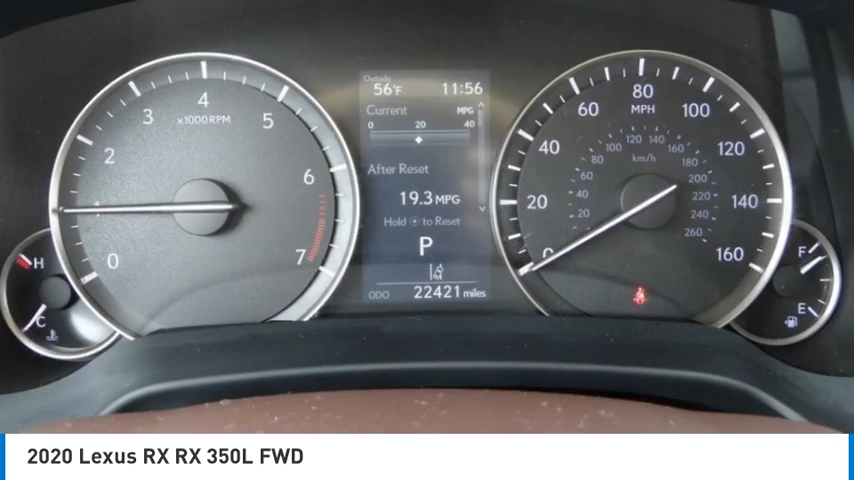 Outside
56°F 11:56
Current MPG
0 20 40
After Reset
19.3 MPG
Hold ⊙ to Reset
P
ODO 22421 miles
0 1 2 3 4 5 6 7
x1000RPM
H
C
0 20 40 60 80 100 120 140 160
MPH
20 40 60 80 100 120 140 160 180 200 220 240 260
km/h
F
E
2020 Lexus RX RX 350L FWD